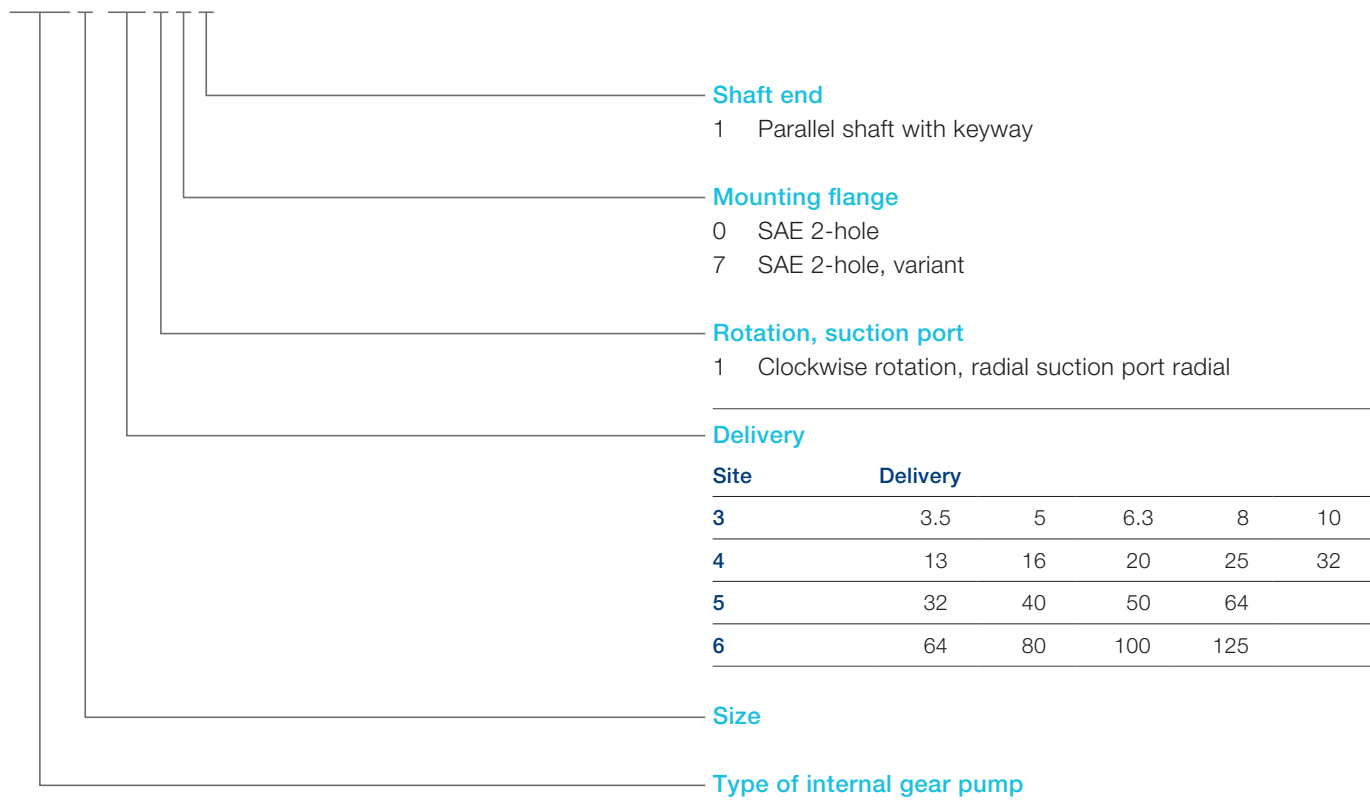 Shaft end
1 Parallel shaft with keyway
Mounting flange
0 SAE 2-hole
7 SAE 2-hole, variant
Rotation, suction port
1 Clockwise rotation, radial suction port radial
Delivery
Site Delivery
3 3.5 5 6.3 8 10
4 13 16 20 25 32
5 32 40 50 64
6 64 80 100 125
Size
Type of internal gear pump